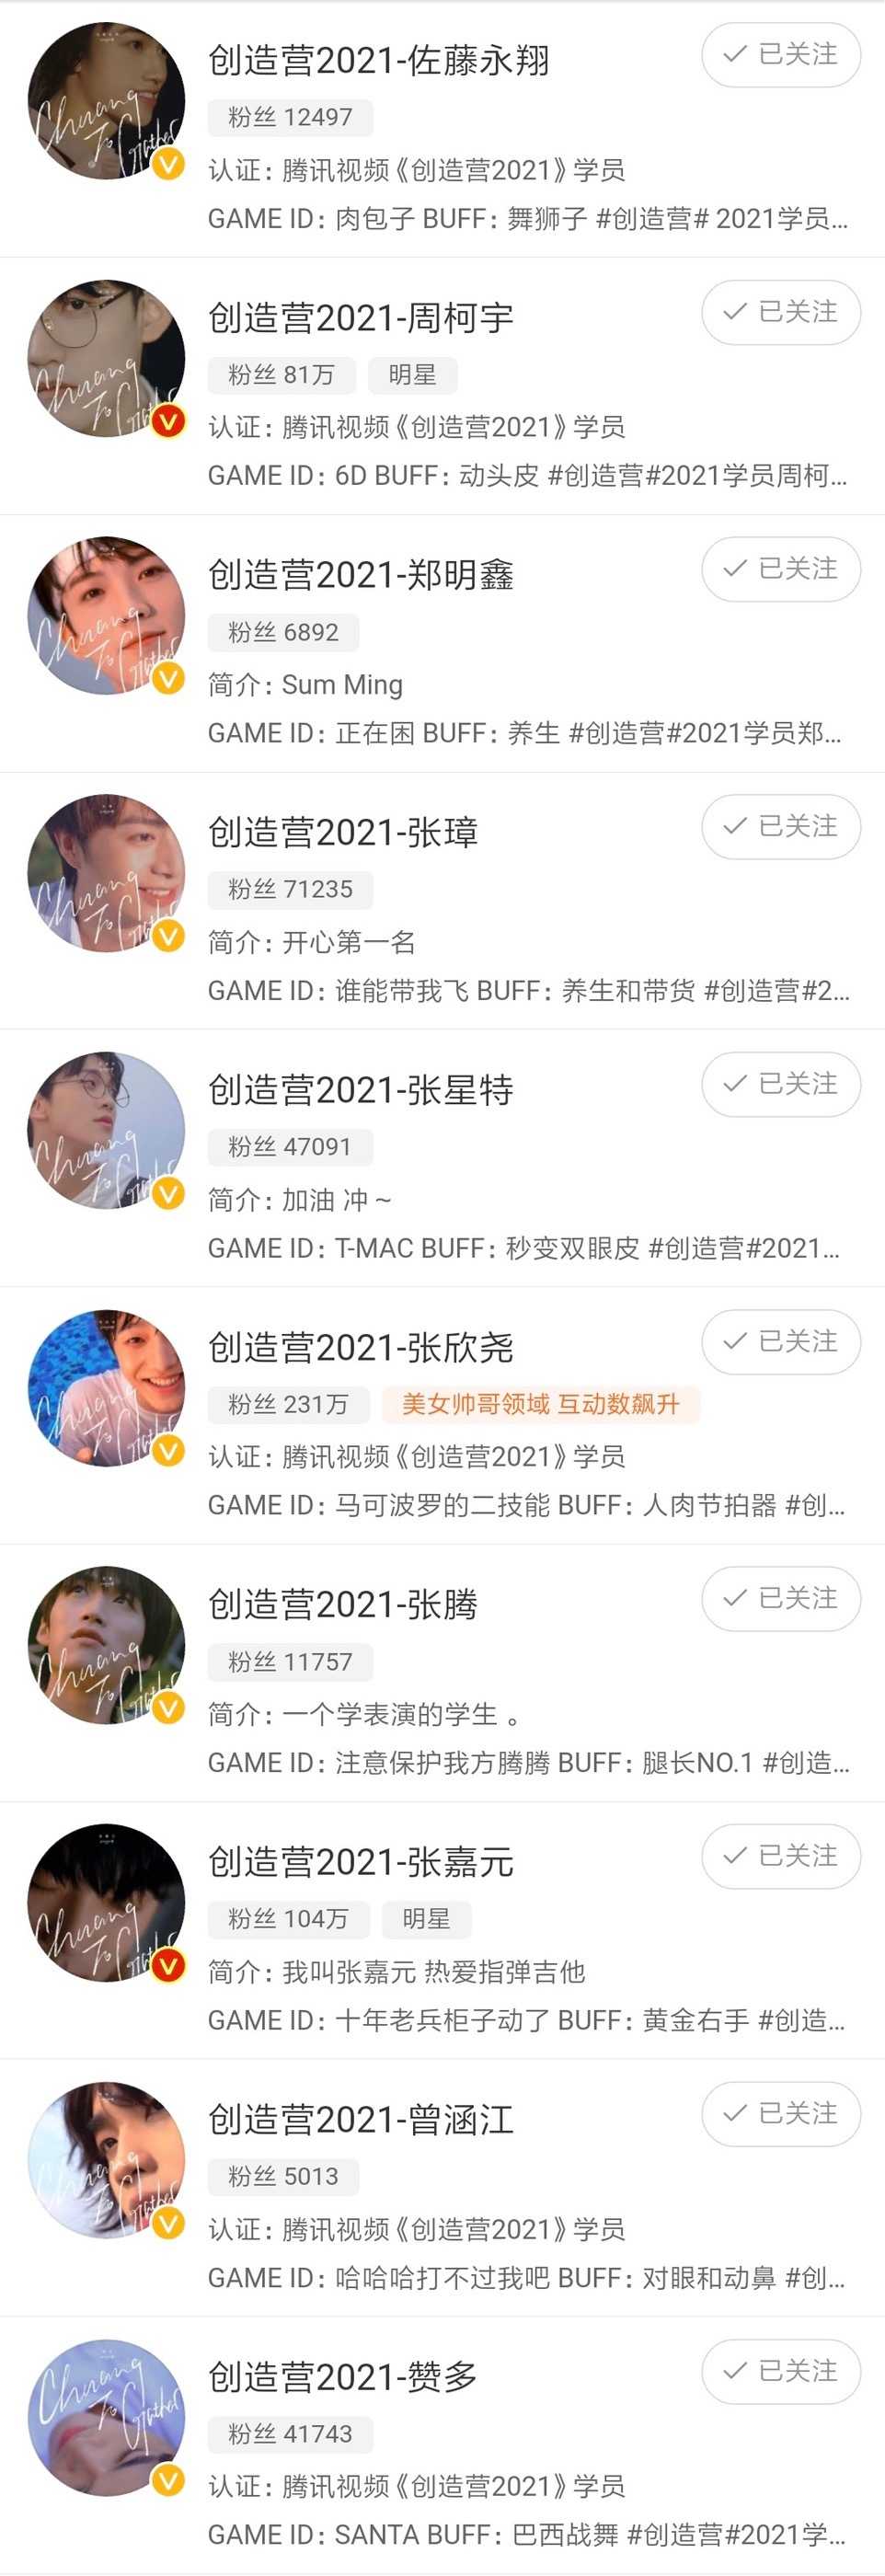 创造营2021-佐藤永翔
已关注
粉丝 12497
认证：腾讯视频《创造营2021》学员
GAME ID：肉包子 BUFF：舞狮子 #创造营# 2021学员...
创造营2021-周柯宇
已关注
粉丝 81万 明星
认证：腾讯视频《创造营2021》学员
GAME ID：6D BUFF：动头皮 #创造营#2021学员周柯...
创造营2021-郑明鑫
已关注
粉丝 6892
简介：Sum Ming
GAME ID：正在困 BUFF：养生 #创造营#2021学员郑...
创造营2021-张璋
已关注
粉丝 71235
简介：开心第一名
GAME ID：谁能带我飞 BUFF：养生和带货 #创造营#2...
创造营2021-张星特
已关注
粉丝 47091
简介：加油 冲 ~
GAME ID：T-MAC BUFF：秒变双眼皮 #创造营#2021...
创造营2021-张欣尧
已关注
粉丝 231万 美女帅哥领域 互动数飙升
认证：腾讯视频《创造营2021》学员
GAME ID：马可波罗的二技能 BUFF：人肉节拍器 #创...
创造营2021-张腾
已关注
粉丝 11757
简介：一个学表演的学生 。
GAME ID：注意保护我方腾腾 BUFF：腿长NO.1 #创造...
创造营2021-张嘉元
已关注
粉丝 104万 明星
简介：我叫张嘉元 热爱指弹吉他
GAME ID：十年老兵柜子动了 BUFF：黄金右手 #创造...
创造营2021-曾涵江
已关注
粉丝 5013
认证：腾讯视频《创造营2021》学员
GAME ID：哈哈哈打不过我吧 BUFF：对眼和动鼻 #创...
创造营2021-赞多
Chuang
To Gather
已关注
粉丝 41743
认证：腾讯视频《创造营2021》学员
GAME ID：SANTA BUFF：巴西战舞 #创造营#2021学...